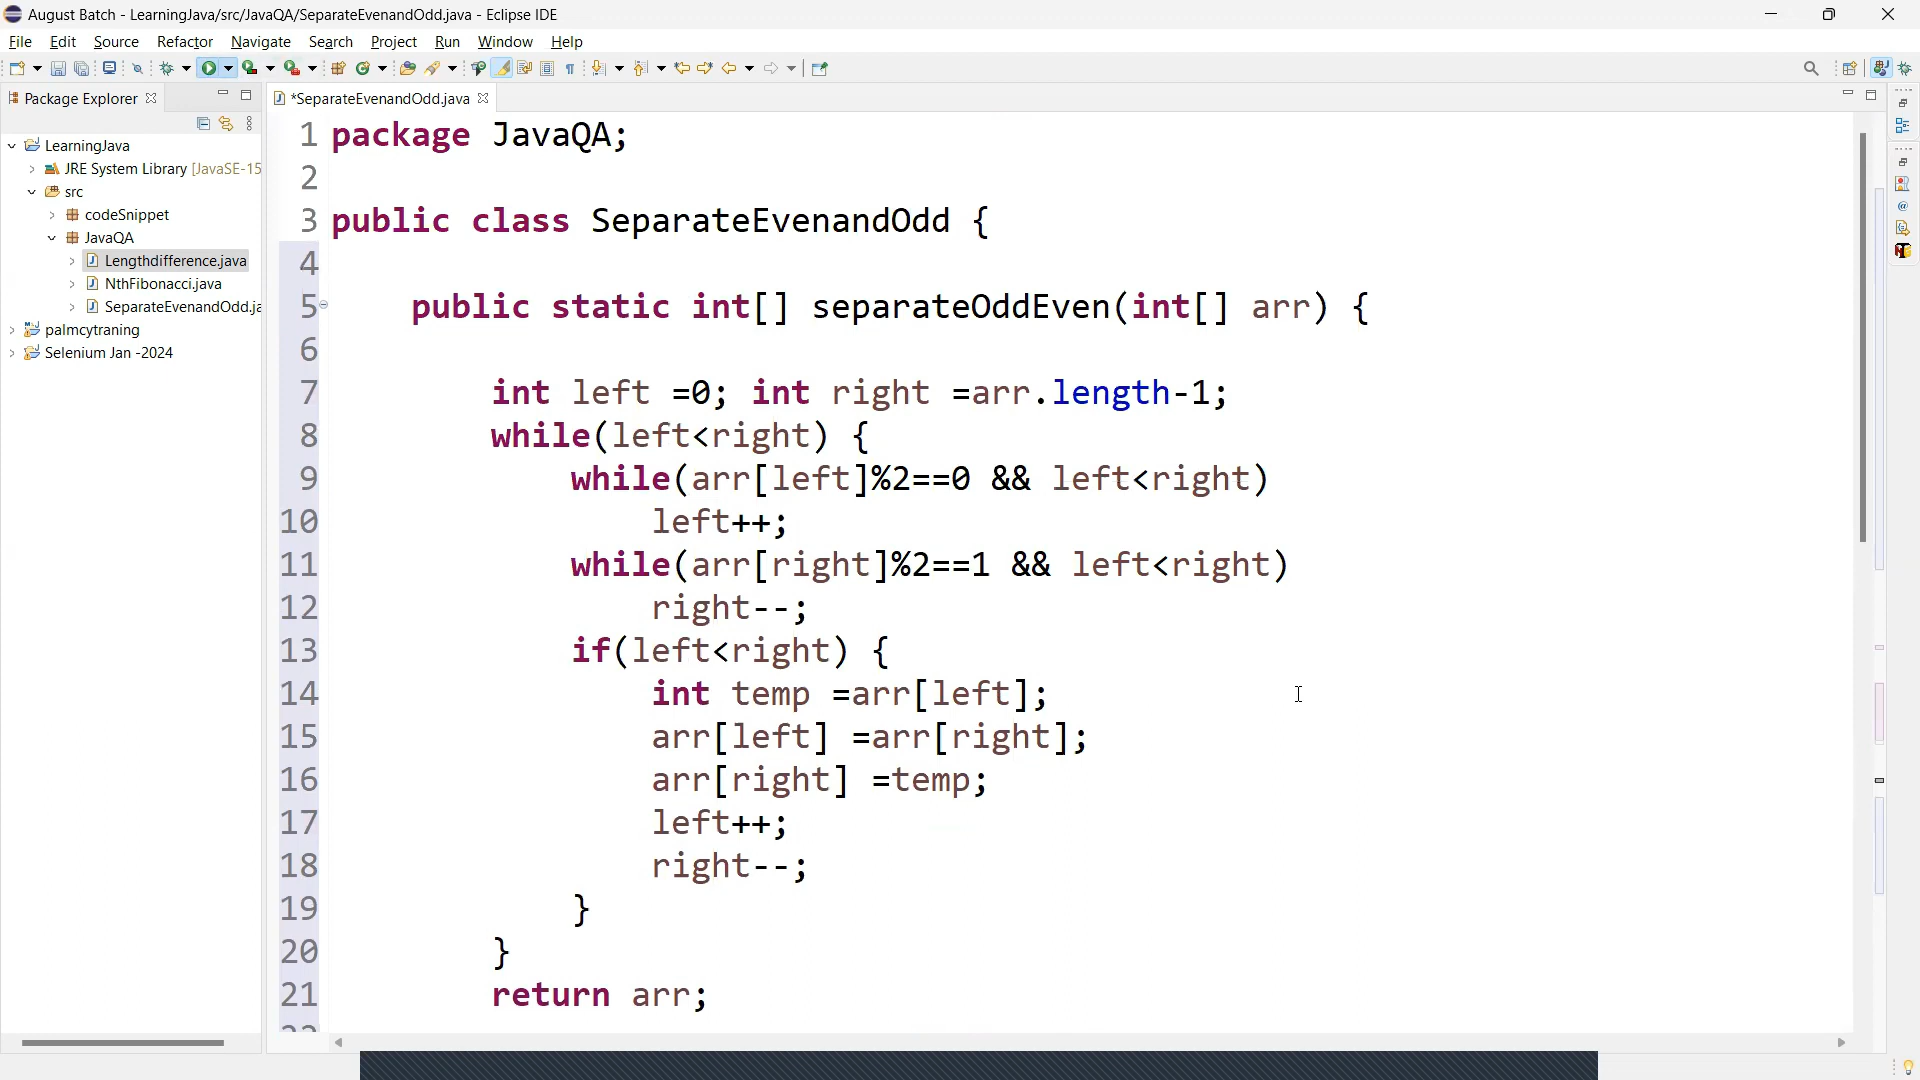 August Batch - LearningJava/src/JavaQA/SeparateEvenandOdd.java - Eclipse IDE
File Edit Source Refactor Navigate Search Project Run Window Help
Package Explorer
*SeparateEvenandOdd.java
LearningJava
JRE System Library [JavaSE-15
src
codeSnippet
JavaQA
Lengthdifference.java
NthFibonacci.java
SeparateEvenandOdd.ja
palmcytraning
Selenium Jan -2024
1 package JavaQA;
2
3 public class SeparateEvenandOdd {
4
5 public static int[] separateOddEven(int[] arr) {
6
7 int left =0; int right =arr.length-1;
8 while(left<right) {
9 while(arr[left]%2==0 && left<right)
10 left++;
11 while(arr[right]%2==1 && left<right)
12 right--;
13 if(left<right) {
14 int temp =arr[left];
15 arr[left] =arr[right];
16 arr[right] =temp;
17 left++;
18 right--;
19 }
20 }
21 return arr;